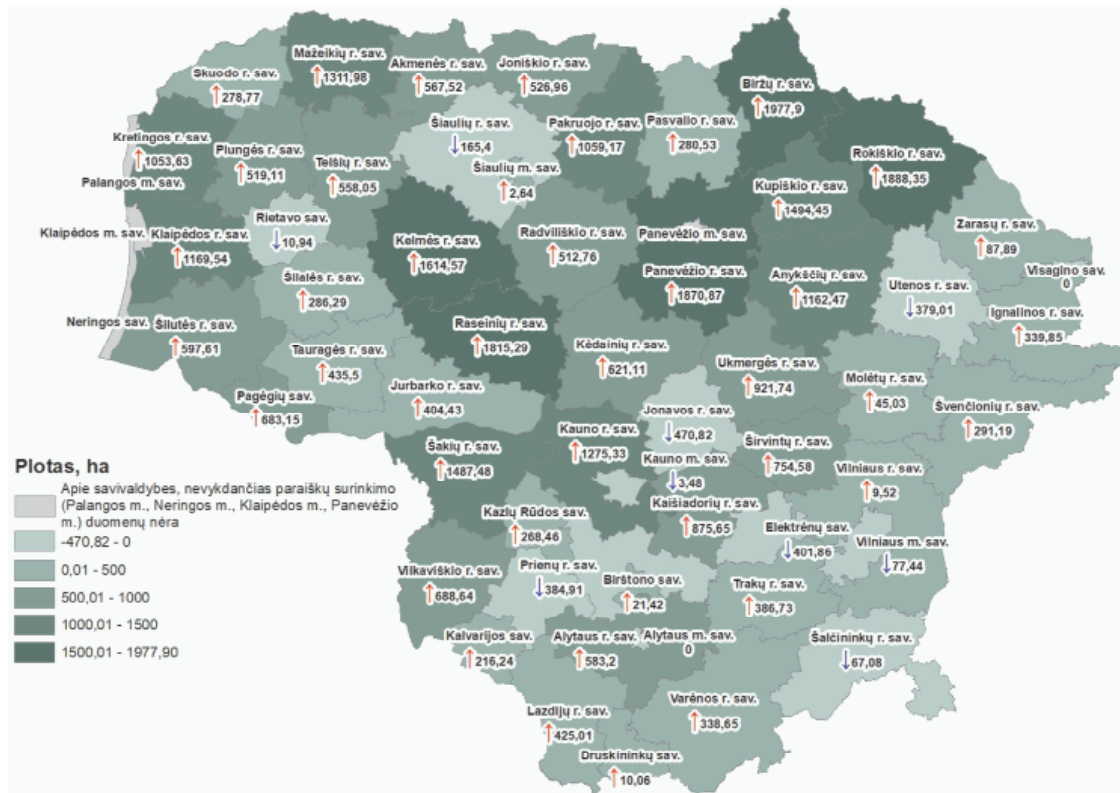 Mažeikių r. sav.
1311,98
Akmenės r. sav.
567,52
Joniškio r. sav.
526,96
Skuodo r. sav.
278,77
Biržų r. sav.
1977,9
Šiaulių r. sav.
165,4
Pakruojo r. sav.
1059,17
Pasvalio r. sav.
280,53
Kretingos r. sav.
1053,63
Plungės r. sav.
519,11
Telšių r. sav.
558,05
Šiaulių m. sav.
2,64
Rokiškio r. sav.
1888,35
Palangos m. sav.
Kupiškio r. sav.
1494,45
Rietavo sav.
10,94
Klaipėdos m. sav.
Klaipėdos r. sav.
1169,54
Kelmės r. sav.
1614,57
Radviliškio r. sav.
512,76
Panevėžio m. sav.
Zarasų r. sav.
87,89
Šilalės r. sav.
286,29
Panevėžio r. sav.
1870,87
Anykščių r. sav.
1162,47
Utenos r. sav.
379,01
Visagino sav.
0
Neringos sav.
Šilutės r. sav.
597,61
Raseinių r. sav.
1815,29
Ignalinos r. sav.
339,85
Tauragės r. sav.
435,5
Kėdainių r. sav.
621,11
Ukmergės r. sav.
921,74
Molėtų r. sav.
45,03
Jurbarko r. sav.
404,43
Pagėgių sav.
683,15
Jonavos r. sav.
470,82
Švenčionių r. sav.
291,19
Šakių r. sav.
1487,48
Kauno r. sav.
1275,33
Širvintų r. sav.
754,58
Kauno m. sav.
3,48
Vilniaus r. sav.
9,52
Kaišiadorių r. sav.
875,65
Kazlų Rūdos sav.
268,46
Elektrėnų sav.
401,86
Vilniaus m. sav.
77,44
Vilkaviškio r. sav.
688,64
Prienų r. sav.
384,91
Birštono sav.
21,42
Trakų r. sav.
386,73
Kalvarijos sav.
216,24
Alytaus r. sav.
583,2
Alytaus m. sav.
0
Šalčininkų r. sav.
67,08
Lazdijų r. sav.
425,01
Varėnos r. sav.
338,65
Druskininkų sav.
10,06
Plotas, ha
Apie savivaldybes, nevykdančias paraiškų surinkimo
(Palangos m., Neringos m., Klaipėdos m., Panevėžio
m.) duomenų nėra
-470,82 - 0
0,01 - 500
500,01 - 1000
1000,01 - 1500
1500,01 - 1977,90